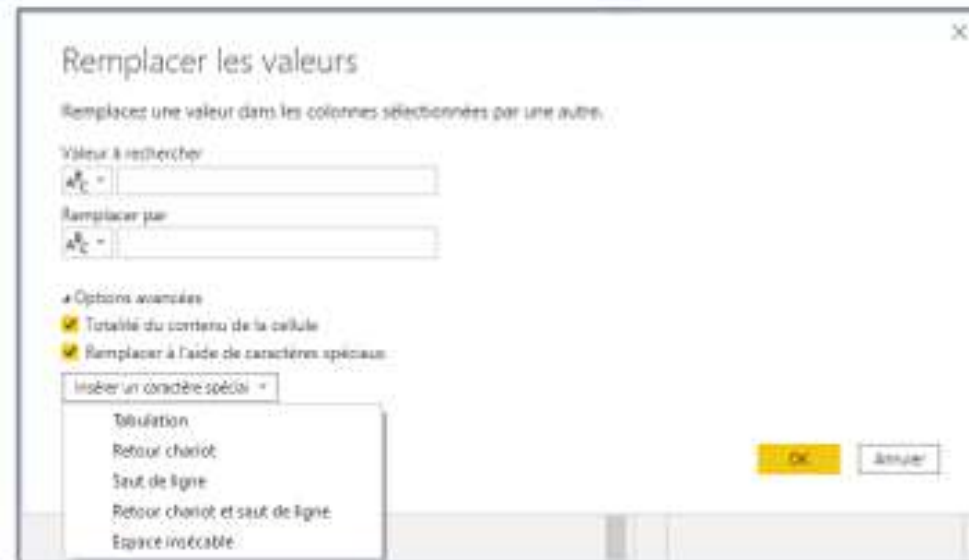 Remplacer les valeurs
Remplacez une valeur dans les colonnes sélectionnées par une autre.
Valeur à rechercher
ABC
Remplacer par
ABC
Options avancées
Totalité du contenu de la cellule
Remplacer à l'aide de caractères spéciaux
Insérer un caractère spécial
Tabulation
Retour chariot
Saut de ligne
Retour chariot et saut de ligne
Espace insécable
OK
Annuler